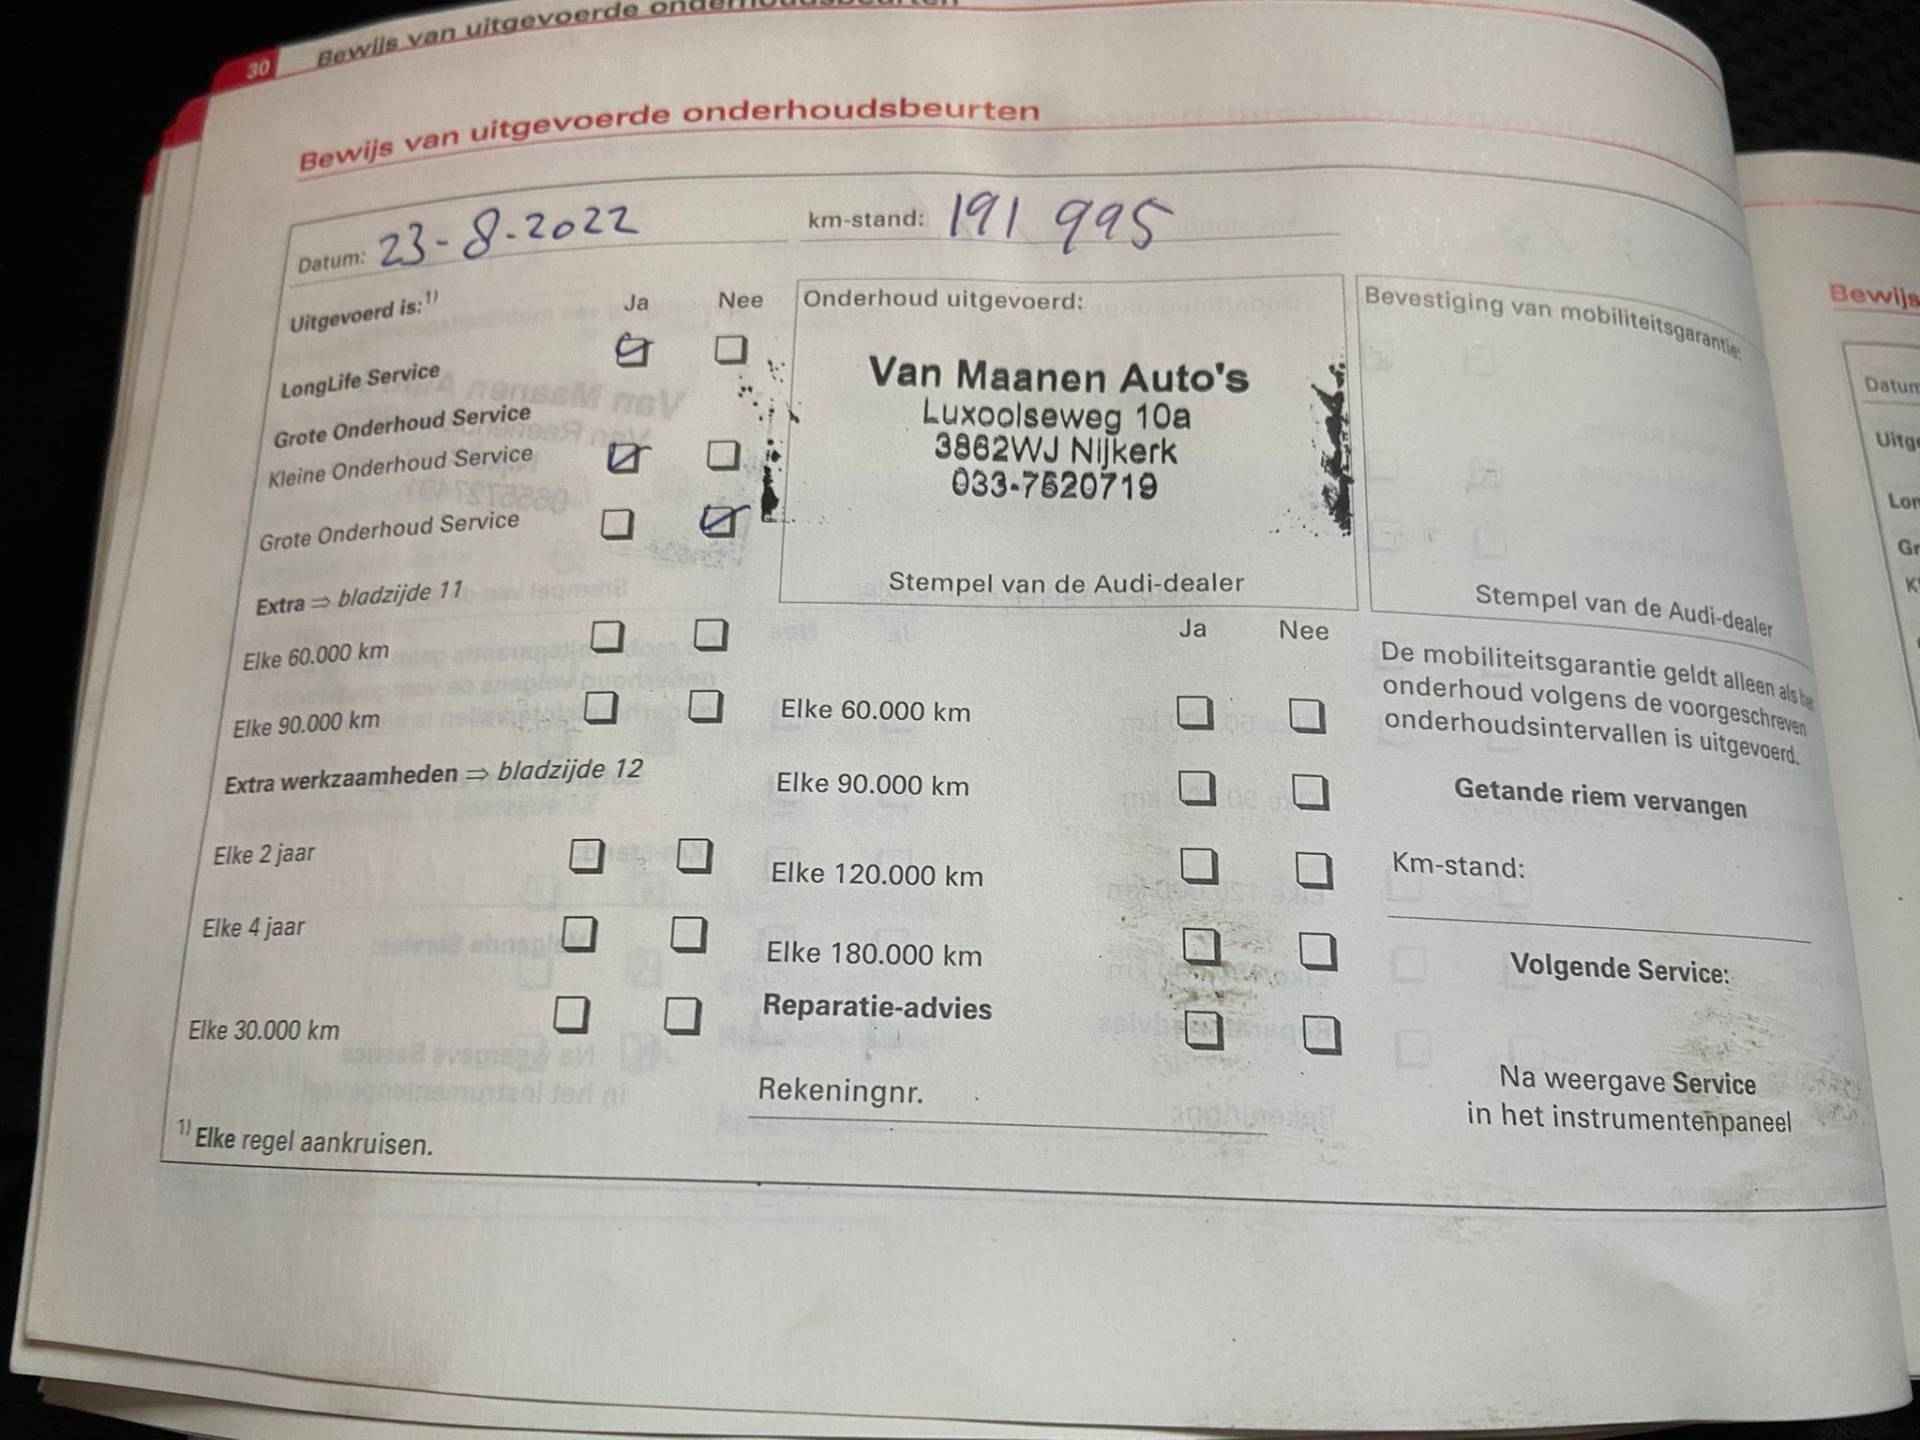 30 Bewijs van uitgevoerde onderhoudsbeurten
Bewijs van uitgevoerde onderhoudsbeurten
Datum: 23-8-2022 km-stand: 191 995
Uitgevoerd is:1) Ja Nee
LongLife Service
Grote Onderhoud Service
Kleine Onderhoud Service
Grote Onderhoud Service
Extra ⇒ bladzijde 11
Elke 60.000 km
Elke 90.000 km
Extra werkzaamheden ⇒ bladzijde 12
Elke 2 jaar
Elke 4 jaar
Elke 30.000 km
1) Elke regel aankruisen.
Onderhoud uitgevoerd:
Van Maanen Auto's
Luxoolseweg 10a
3862WJ Nijkerk
033-7620719
Stempel van de Audi-dealer
Ja Nee
Elke 60.000 km
Elke 90.000 km
Elke 120.000 km
Elke 180.000 km
Reparatie-advies
Rekeningnr.
Bevestiging van mobiliteitsgarantie:
Stempel van de Audi-dealer
De mobiliteitsgarantie geldt alleen als het
onderhoud volgens de voorgeschreven
onderhoudsintervallen is uitgevoerd.
Getande riem vervangen
Km-stand:
Volgende Service:
Na weergave Service
in het instrumentenpaneel
Bewijs